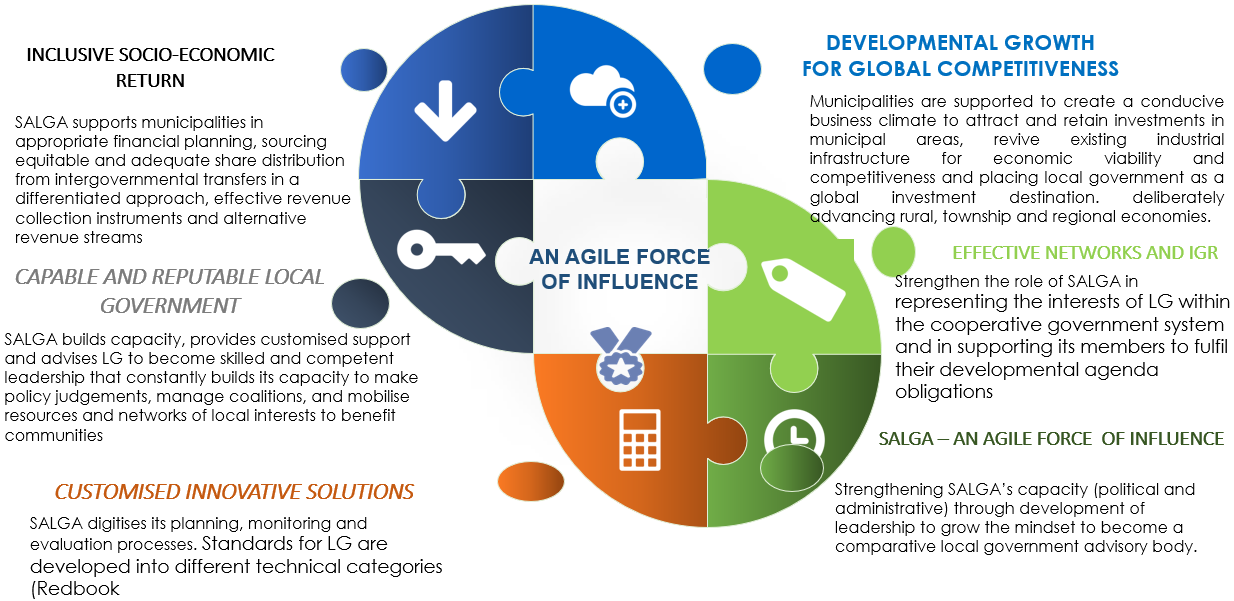 INCLUSIVE SOCIO-ECONOMIC
RETURN
SALGA supports municipalities in
appropriate financial planning, sourcing
equitable and adequate share distribution
from intergovernmental transfers in a
differentiated approach, effective revenue
collection instruments and alternative
revenue streams
CAPABLE AND REPUTABLE LOCAL
GOVERNMENT
SALGA builds capacity, provides customised support
and advises LG to become skilled and competent
leadership that constantly builds its capacity to make
policy judgements, manage coalitions, and mobilise
resources and networks of local interests to benefit
communities
CUSTOMISED INNOVATIVE SOLUTIONS
SALGA digitises its planning, monitoring and
evaluation processes. Standards for LG are
developed into different technical categories
(Redbook
AN AGILE FORCE
OF INFLUENCE
DEVELOPMENTAL GROWTH
FOR GLOBAL COMPETITIVENESS
Municipalities are supported to create a conducive
business climate to attract and retain investments in
municipal areas, revive existing industrial
infrastructure for economic viability and
competitiveness and placing local government as a
global investment destination. deliberately
advancing rural, township and regional economies.
EFFECTIVE NETWORKS AND IGR
Strengthen the role of SALGA in
representing the interests of LG within
the cooperative government system
and in supporting its members to fulfil
their developmental agenda
obligations
SALGA – AN AGILE FORCE OF INFLUENCE
Strengthening SALGA's capacity (political and
administrative) through development of
leadership to grow the mindset to become a
comparative local government advisory body.